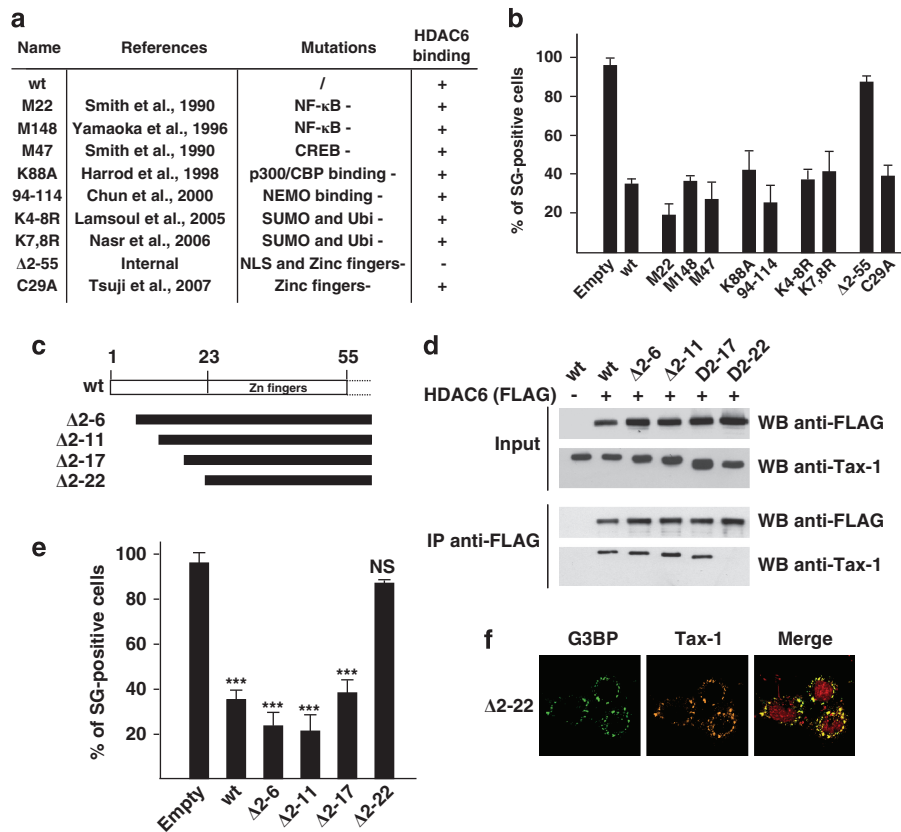 a
Name References Mutations HDAC6 binding
wt / +
M22 Smith et al., 1990 NF-κB - +
M148 Yamaoka et al., 1996 NF-κB - +
M47 Smith et al., 1990 CREB - +
K88A Harrod et al., 1998 p300/CBP binding - +
94-114 Chun et al., 2000 NEMO binding - +
K4-8R Lamsoul et al., 2005 SUMO and Ubi - +
K7,8R Nasr et al., 2006 SUMO and Ubi - +
Δ2-55 Internal NLS and Zinc fingers- -
C29A Tsuji et al., 2007 Zinc fingers- +
b
% of SG-positive cells
100
80
60
40
20
Empty wt M22 M148 M47 K88A 94-114 K4-8R K7,8R Δ2-55 C29A
c
1 23 55
wt Zn fingers
Δ2-6
Δ2-11
Δ2-17
Δ2-22
d
wt wt Δ2-6 Δ2-11 D2-17 D2-22
HDAC6 (FLAG) - + + + + +
Input
WB anti-FLAG
WB anti-Tax-1
IP anti-FLAG
WB anti-FLAG
WB anti-Tax-1
e
% of SG-positive cells
100
80
60
40
20
*** *** *** *** NS
Empty wt Δ2-6 Δ2-11 Δ2-17 Δ2-22
f
G3BP Tax-1 Merge
Δ2-22